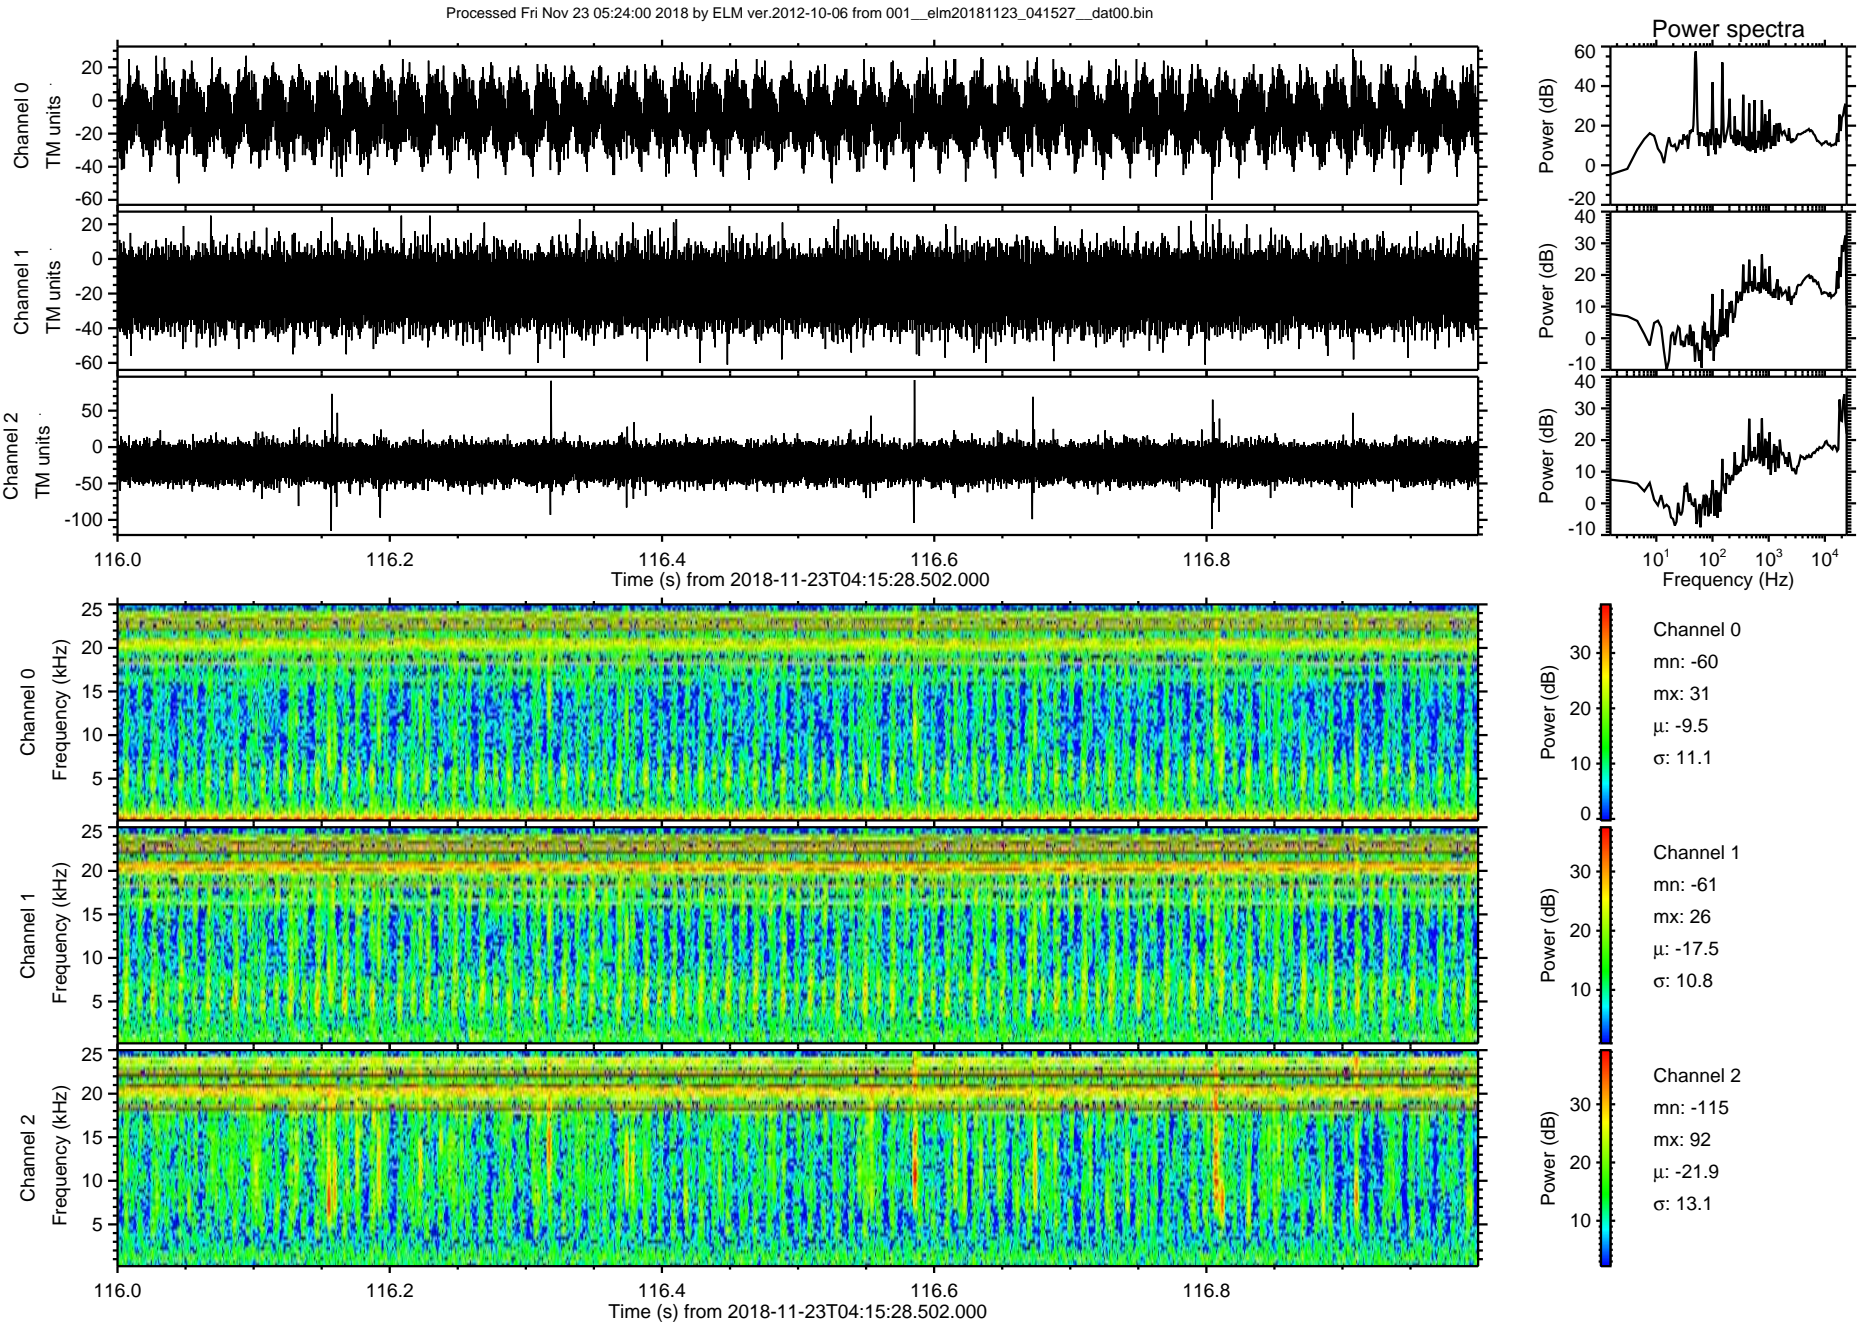 Processed Fri Nov 23 05:24:00 2018 by ELM ver.2012-10-06 from 001__elm20181123_041527__dat00.bin
Power spectra
Channel 0
TM units
20
0
-20
-40
-60
Power (dB)
60
40
20
0
-20
Channel 1
TM units
20
0
-20
-40
-60
Power (dB)
40
30
20
10
0
-10
Channel 2
TM units
50
0
-50
-100
Power (dB)
40
30
20
10
0
-10
116.0 116.2 116.4 116.6 116.8
Time (s) from 2018-11-23T04:15:28.502.000
10^1 10^2 10^3 10^4
Frequency (Hz)
Channel 0
Frequency (kHz)
25
20
15
10
5
Power (dB)
30
20
10
0
Channel 0
mn: -60
mx: 31
μ: -9.5
σ: 11.1
Channel 1
Frequency (kHz)
25
20
15
10
5
Power (dB)
30
20
10
Channel 1
mn: -61
mx: 26
μ: -17.5
σ: 10.8
Channel 2
Frequency (kHz)
25
20
15
10
5
Power (dB)
30
20
10
Channel 2
mn: -115
mx: 92
μ: -21.9
σ: 13.1
116.0 116.2 116.4 116.6 116.8
Time (s) from 2018-11-23T04:15:28.502.000